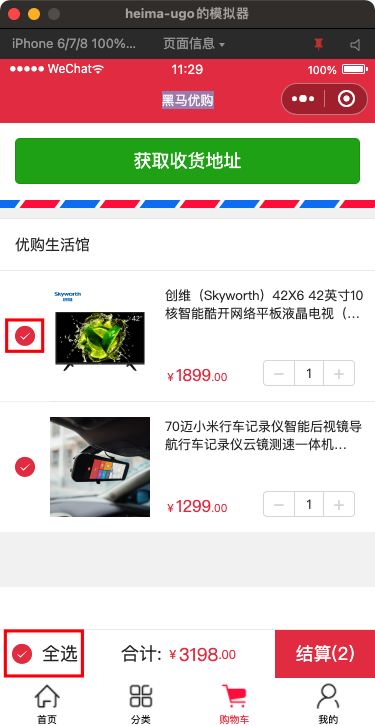 heima-ugo的模拟器
iPhone 6/7/8 100%...
页面信息
WeChat
11:29
100%
黑马优购
获取收货地址
优购生活馆
Skyworth
创维
42"
创维（Skyworth）42X6 42英寸10
核智能酷开网络平板液晶电视（...
￥1899.00
1
70迈小米行车记录仪智能后视镜导
航行车记录仪云镜测速一体机...
￥1299.00
1
全选
合计: ￥3198.00
结算(2)
首页
分类
购物车
我的